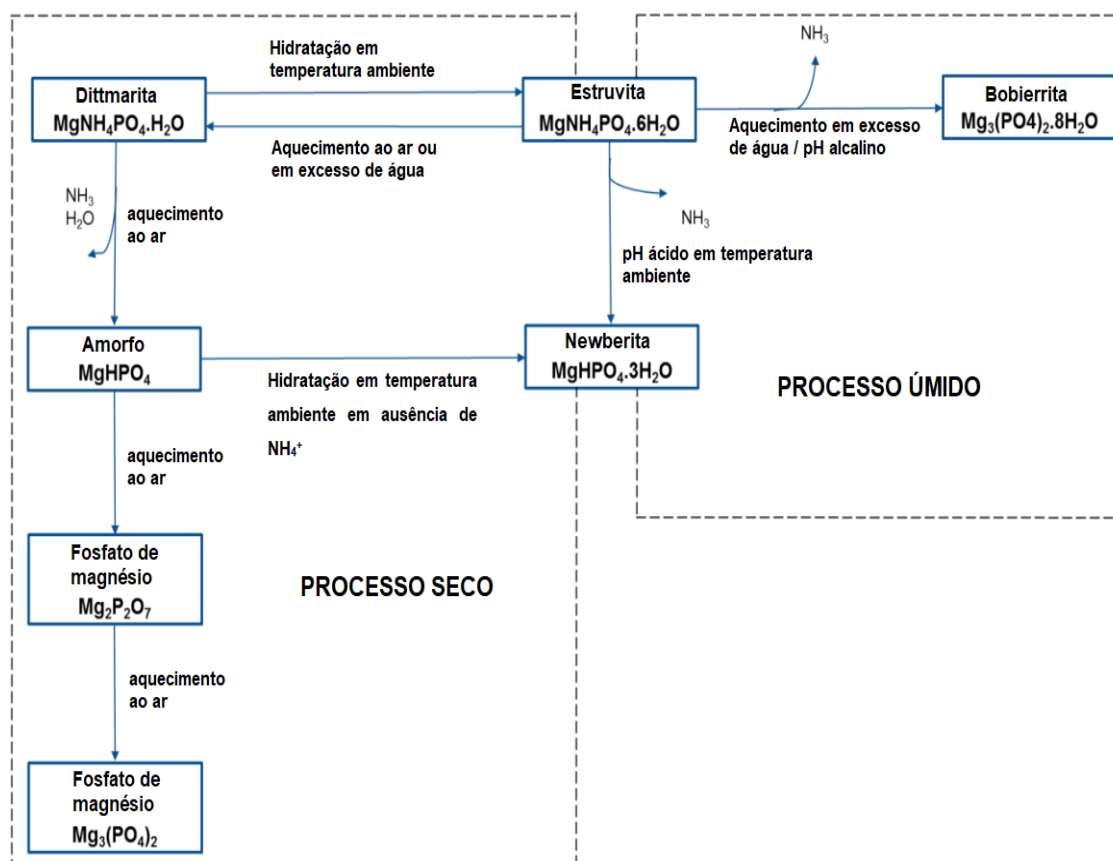 Hidratação em
temperatura ambiente
NH₃
Dittmarita
MgNH₄PO₄.H₂O
Estruvita
MgNH₄PO₄.6H₂O
Bobierrita
Mg₃(PO4)₂.8H₂O
Aquecimento ao ar ou
em excesso de água
Aquecimento em excesso
de água / pH alcalino
NH₃
H₂O
aquecimento
ao ar
NH₃
pH ácido em temperatura
ambiente
Amorfo
MgHPO₄
Newberita
MgHPO₄.3H₂O
Hidratação em temperatura
ambiente em ausência de
NH₄⁺
PROCESSO ÚMIDO
aquecimento
ao ar
Fosfato de
magnésio
Mg₂P₂O₇
PROCESSO SECO
aquecimento
ao ar
Fosfato de
magnésio
Mg₃(PO₄)₂